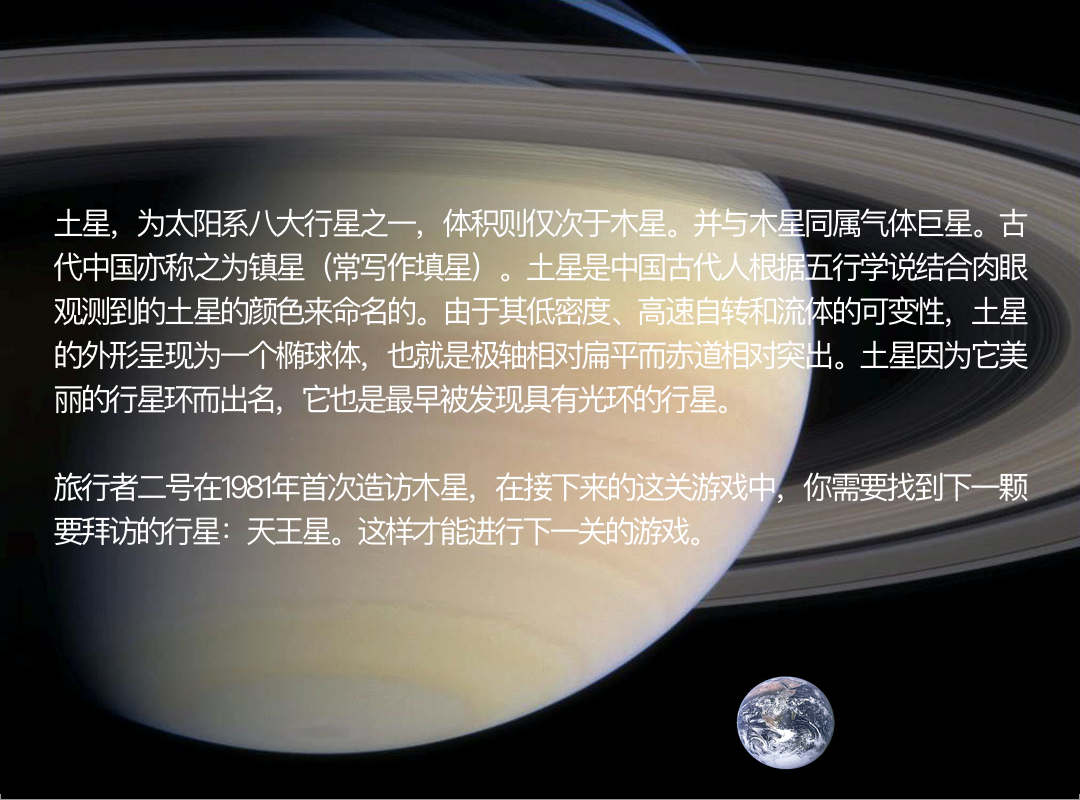 土星，为太阳系八大行星之一，体积则仅次于木星。并与木星同属气体巨星。古
代中国亦称之为镇星（常写作填星）。土星是中国古代人根据五行学说结合肉眼
观测到的土星的颜色来命名的。由于其低密度、高速自转和流体的可变性，土星
的外形呈现为一个椭球体，也就是极轴相对扁平而赤道相对突出。土星因为它美
丽的行星环而出名，它也是最早被发现具有光环的行星。
旅行者二号在1981年首次造访木星，在接下来的这关游戏中，你需要找到下一颗
要拜访的行星：天王星。这样才能进行下一关的游戏。